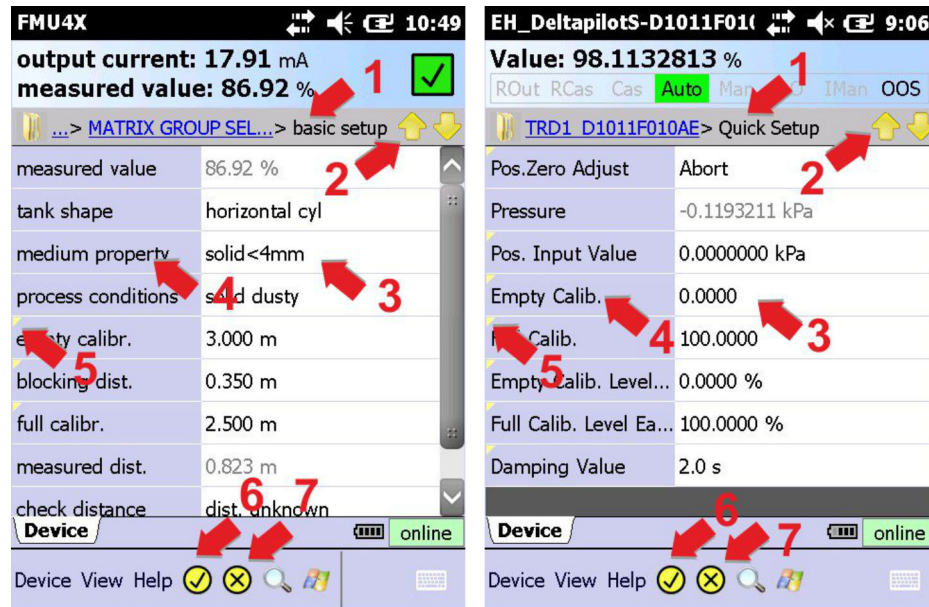 FMU4X 10:49
output current: 17.91 mA
measured value: 86.92 %
1
...> MATRIX GROUP SEL...> basic setup
2
measured value 86.92 %
tank shape horizontal cyl
medium property solid<4mm
4
3
process conditions solid dusty
empty calibr. 3.000 m
5
blocking dist. 0.350 m
full calibr. 2.500 m
measured dist. 0.823 m
6 7
check distance dist. unknown
Device online
Device View Help
EH_DeltapilotS-D1011F01( 9:06
Value: 98.1132813 %
1
ROut RCas Cas Auto Man IMan OOS
TRD1_D1011F010AE> Quick Setup
2
Pos.Zero Adjust Abort
Pressure -0.1193211 kPa
Pos. Input Value 0.0000000 kPa
Empty Calib. 0.0000
4
3
Calib. 100.0000
5
Empty Calib. Level... 0.0000 %
Full Calib. Level Ea... 100.0000 %
Damping Value 2.0 s
6
7
Device online
Device View Help